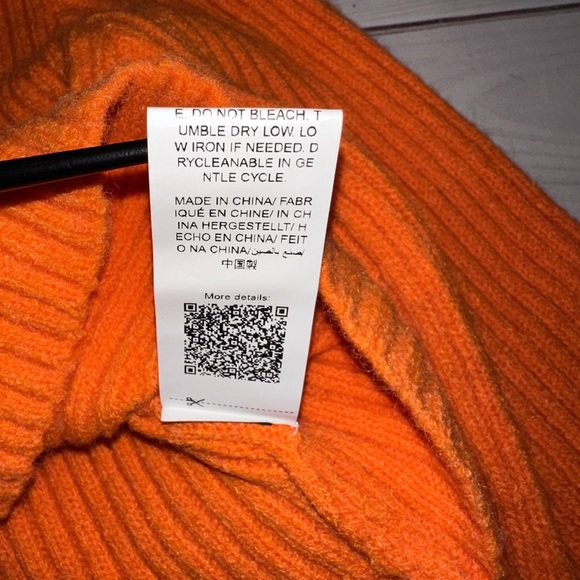 E. DO NOT BLEACH. T
UMBLE DRY LOW. LO
W IRON IF NEEDED. D
RYCLEANABLE IN GE
NTLE CYCLE.
MADE IN CHINA/ FABR
IQUÉ EN CHINE/ IN CH
INA HERGESTELLT/ H
ECHO EN CHINA/ FEIT
O NA CHINA/صنع بالصين/
中国製
More details: